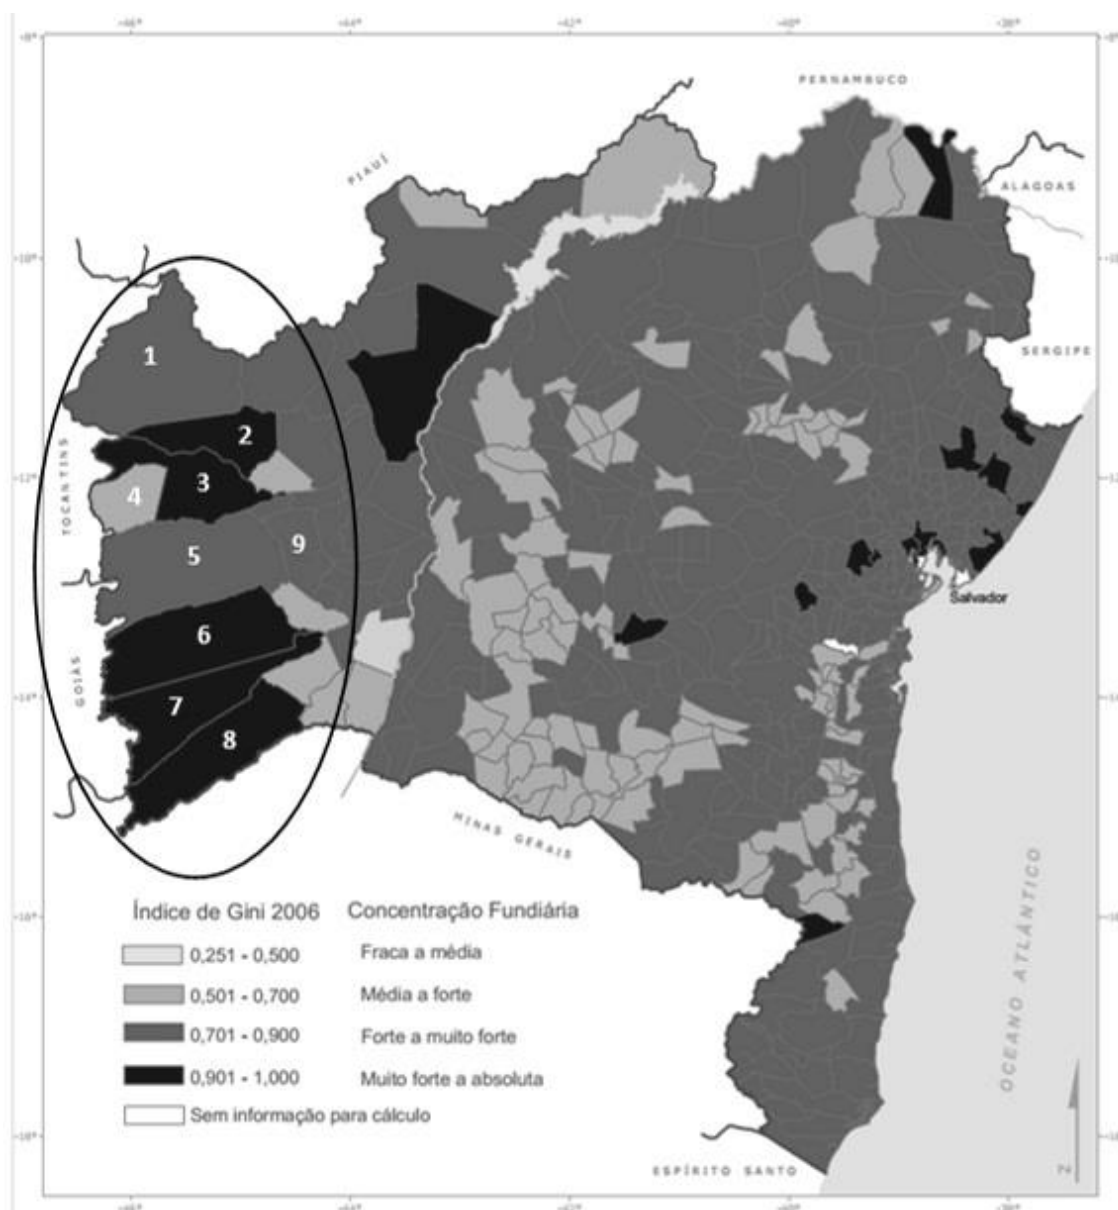 PERNAMBUCO
PIAUÍ
ALAGOAS
SERGIPE
1
2
TOCANTINS
3
4
9
5
Salvador
6
GOIÁS
7
8
MINAS GERAIS
OCEANO ATLÂNTICO
Índice de Gini 2006 Concentração Fundiária
0,251 - 0,500 Fraca a média
0,501 - 0,700 Média a forte
0,701 - 0,900 Forte a muito forte
0,901 - 1,000 Muito forte a absoluta
Sem informação para cálculo
ESPÍRITO SANTO
N